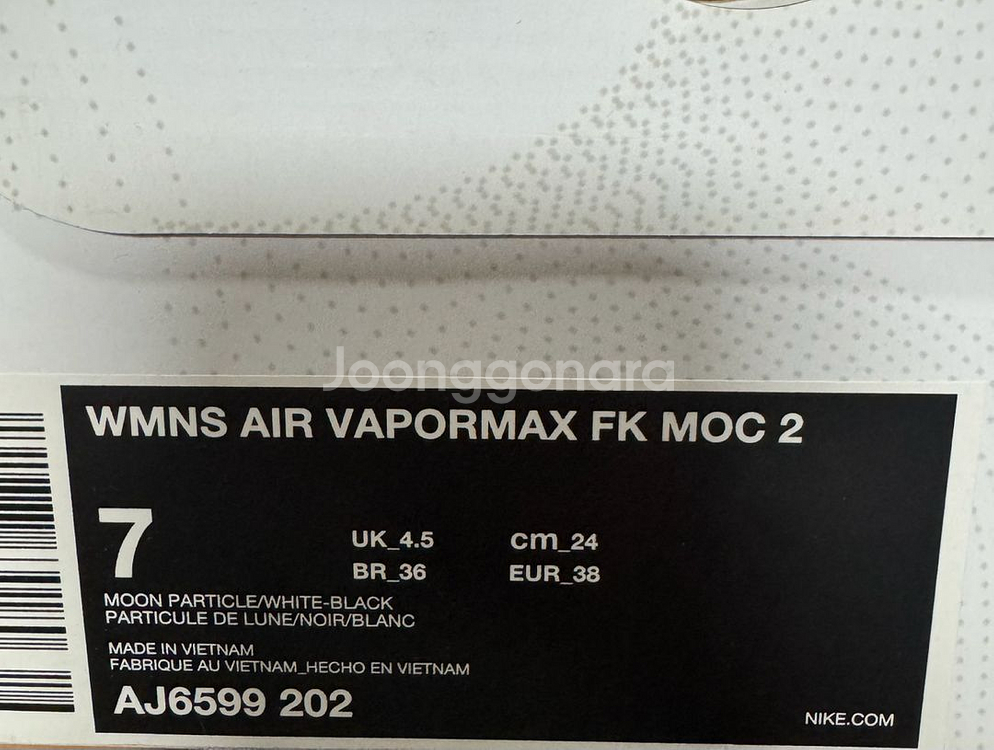 Joonggonara
WMNS AIR VAPORMAX FK MOC 2
7
UK_4.5 cm_24
BR_36 EUR_38
MOON PARTICLE/WHITE-BLACK
PARTICULE DE LUNE/NOIR/BLANC
MADE IN VIETNAM
FABRIQUE AU VIETNAM_HECHO EN VIETNAM
AJ6599 202
NIKE.COM